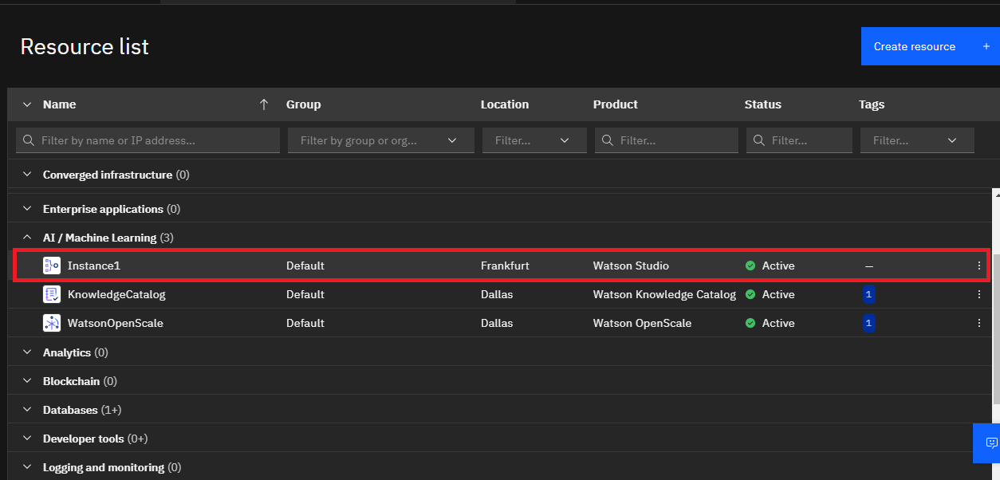 Resource list
Create resource +
Name Group Location Product Status Tags
Filter by name or IP address... Filter by group or org... Filter... Filter... Filter... Filter...
Converged infrastructure (0)
Enterprise applications (0)
AI / Machine Learning (3)
Instance1 Default Frankfurt Watson Studio Active –
KnowledgeCatalog Default Dallas Watson Knowledge Catalog Active 1
WatsonOpenScale Default Dallas Watson OpenScale Active 1
Analytics (0)
Blockchain (0)
Databases (1+)
Developer tools (0+)
Logging and monitoring (0)